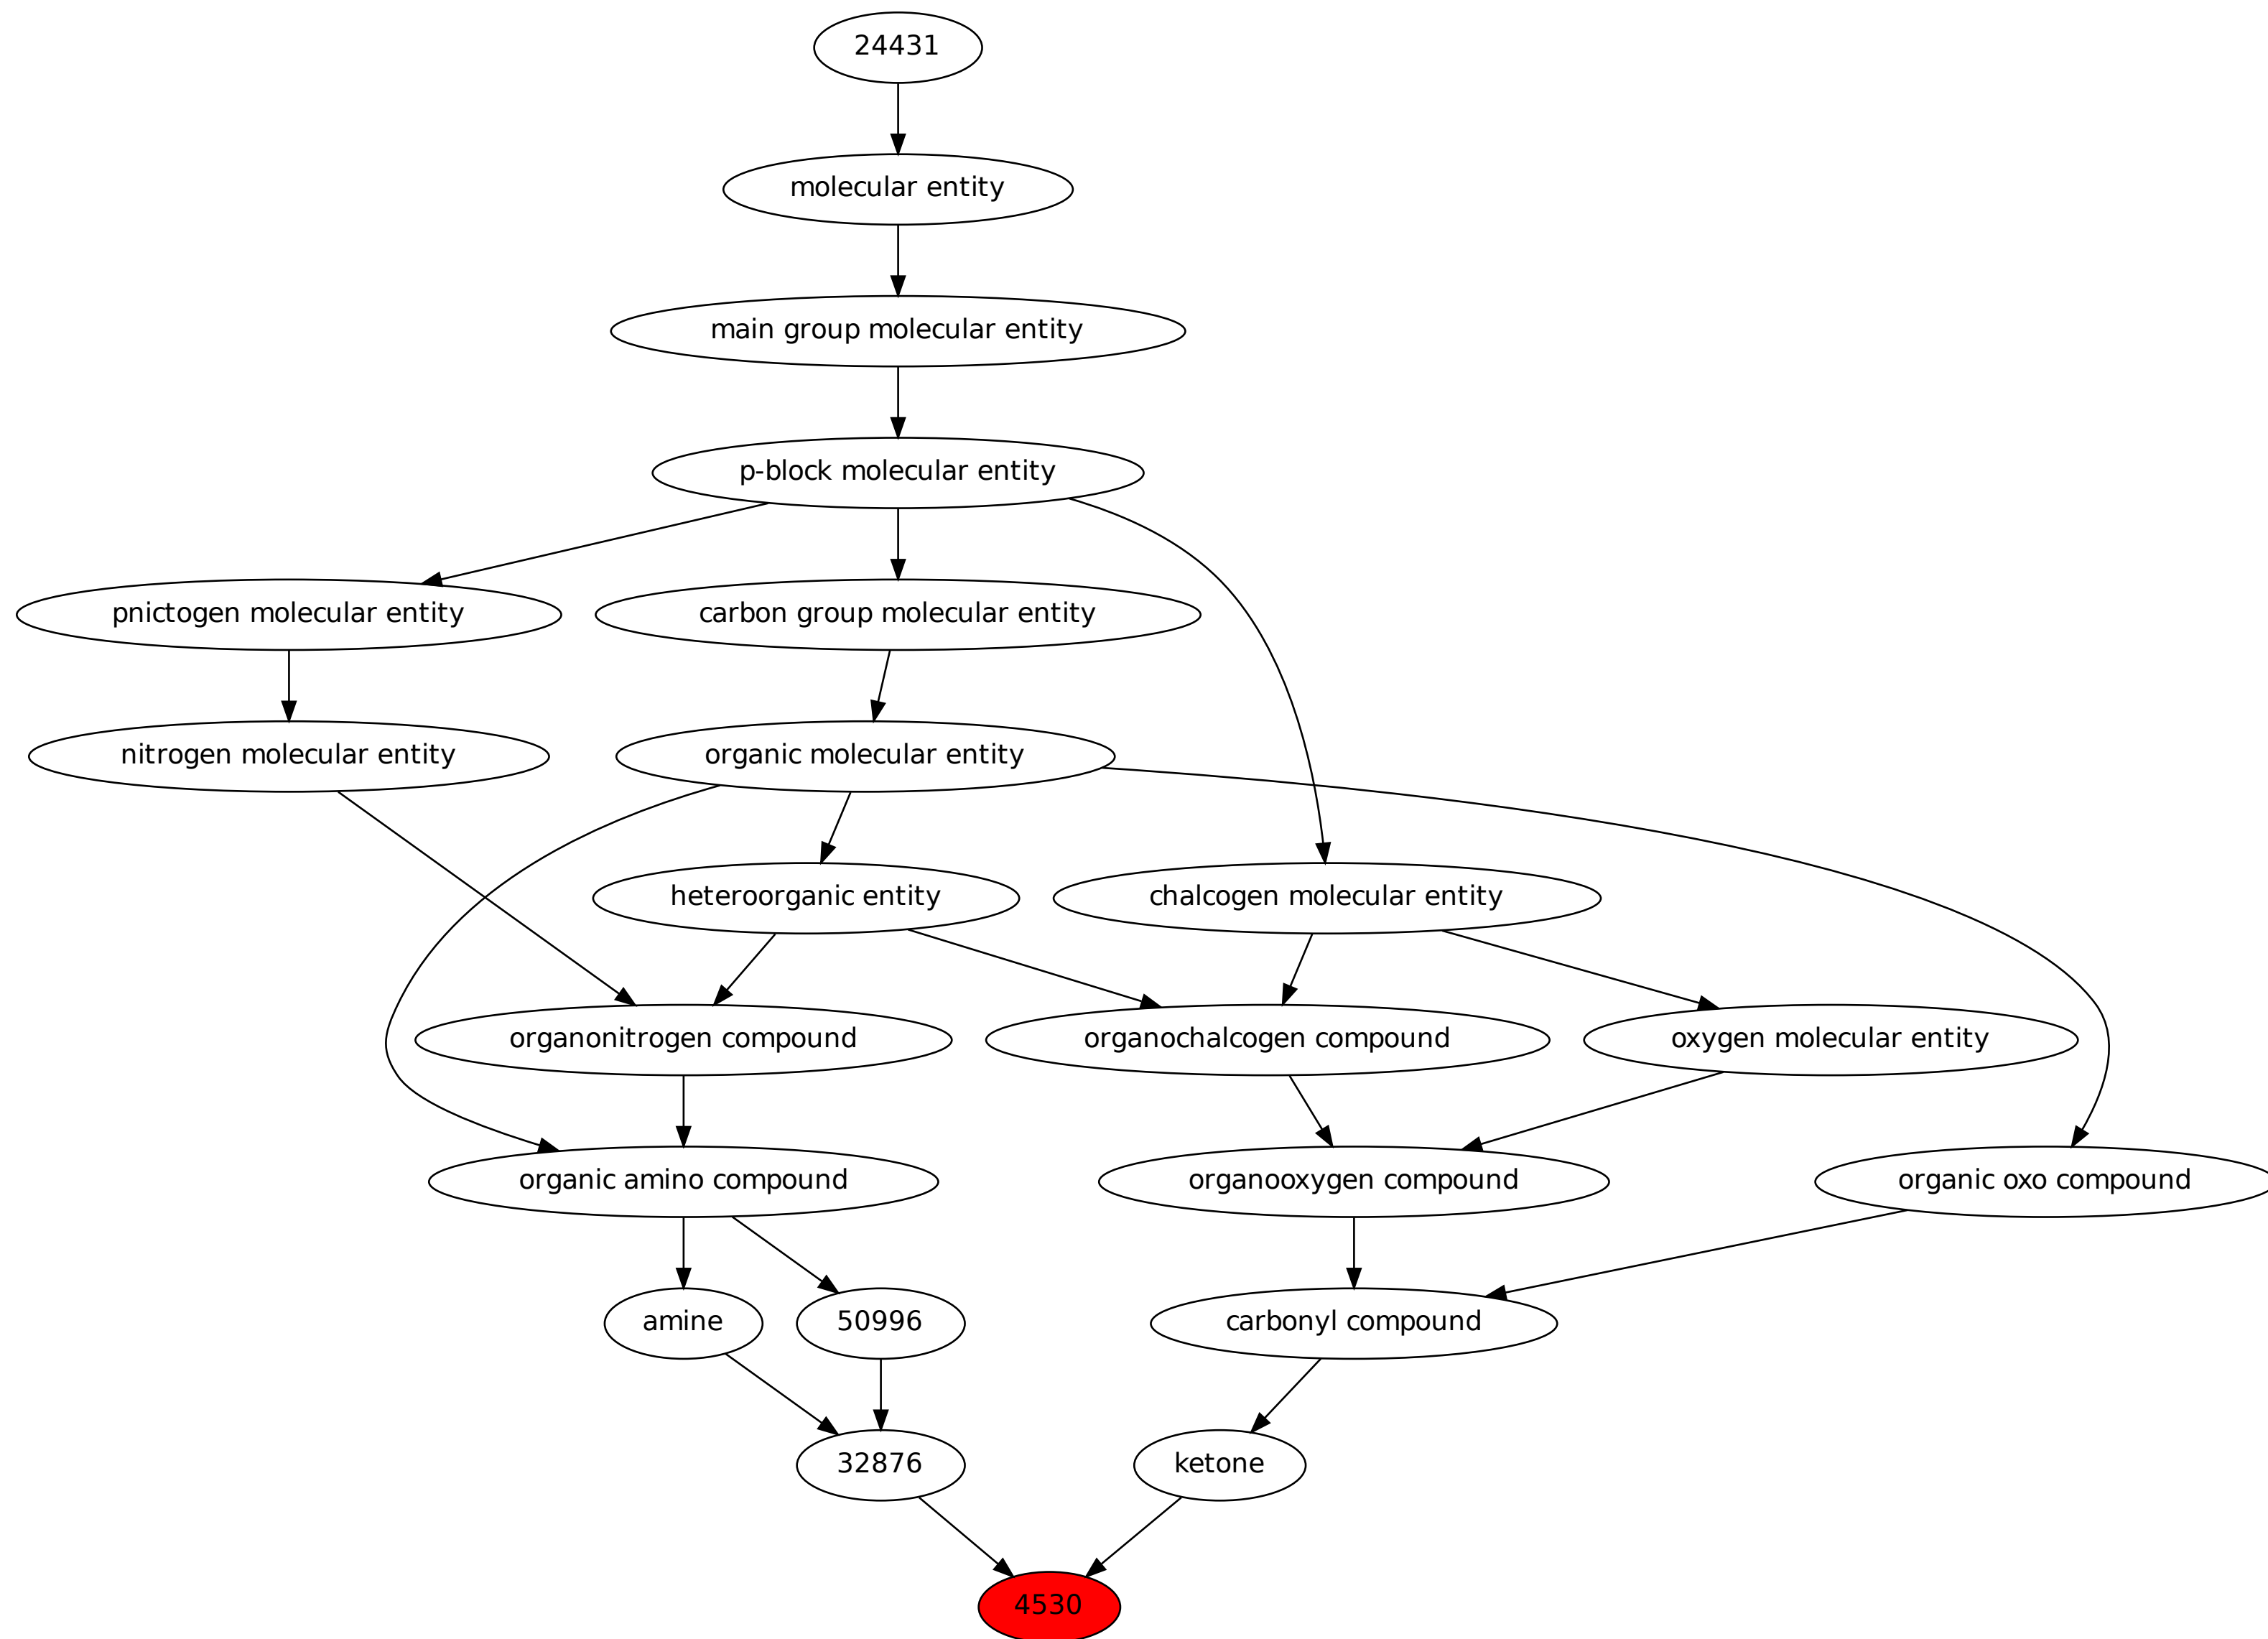 24431
molecular entity
main group molecular entity
p-block molecular entity
pnictogen molecular entity
carbon group molecular entity
nitrogen molecular entity
organic molecular entity
heteroorganic entity
chalcogen molecular entity
organonitrogen compound
organochalcogen compound
oxygen molecular entity
organic amino compound
organooxygen compound
organic oxo compound
amine
50996
carbonyl compound
32876
ketone
4530